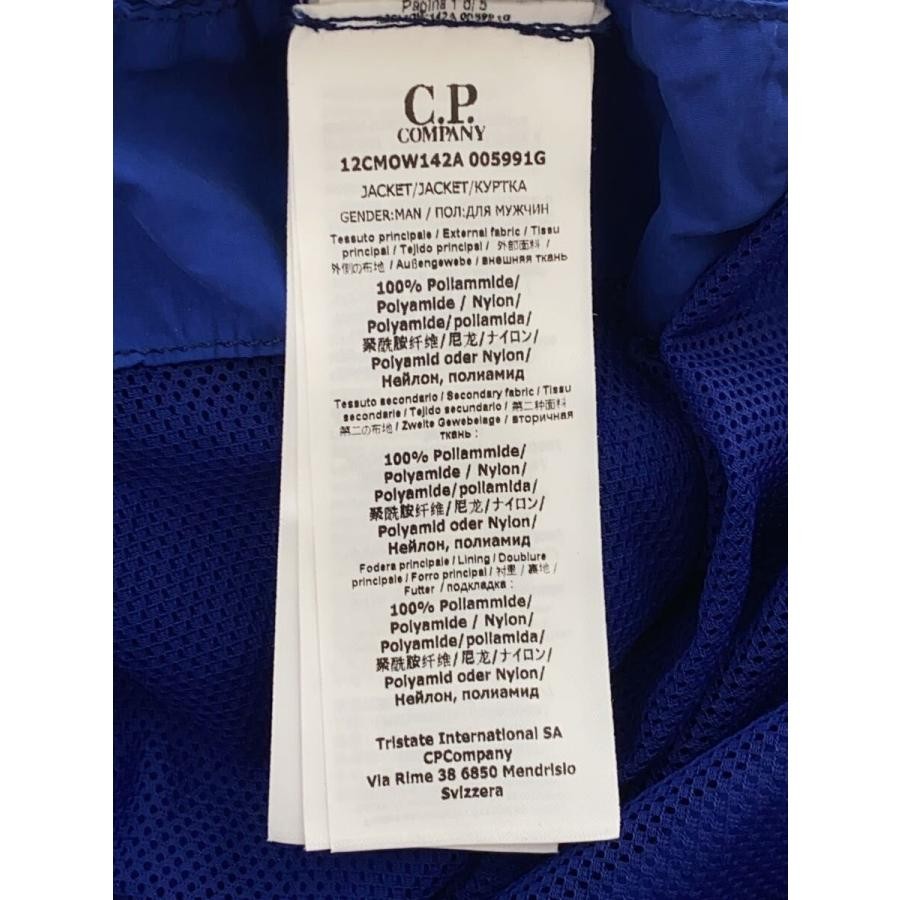 Pagina 1 di 5
12CMOW142A 005991G
C.P.
COMPANY
12CMOW142A 005991G
JACKET/JACKET/КУРТКА
GENDER:MAN / ПОЛ:ДЛЯ МУЖЧИН
Tessuto principale / External fabric / Tissu
principal / Tejido principal / 外部面料 /
外側の布地 / Außengewebe / внешняя ткань
100% Poliammide/
Polyamide / Nylon/
Polyamide/poliamida/
聚酰胺纤维/尼龙/ナイロン/
Polyamid oder Nylon/
Нейлон, полиамид
Tessuto secondario / Secondary fabric / Tissu
secondarie / Tejido secundario / 第二种面料
第二の布地 / Zweite Gewebelage / вторичная
ткань :
100% Poliammide/
Polyamide / Nylon/
Polyamide/poliamida/
聚酰胺纤维/尼龙/ナイロン/
Polyamid oder Nylon/
Нейлон, полиамид
Fodera principale / Lining / Doublure
principale / Forro principal / 衬里 / 裏地 /
Futter / подкладка :
100% Poliammide/
Polyamide / Nylon/
Polyamide/poliamida/
聚酰胺纤维/尼龙/ナイロン/
Polyamid oder Nylon/
Нейлон, полиамид
Tristate International SA
CPCompany
Via Rime 38 6850 Mendrisio
Svizzera